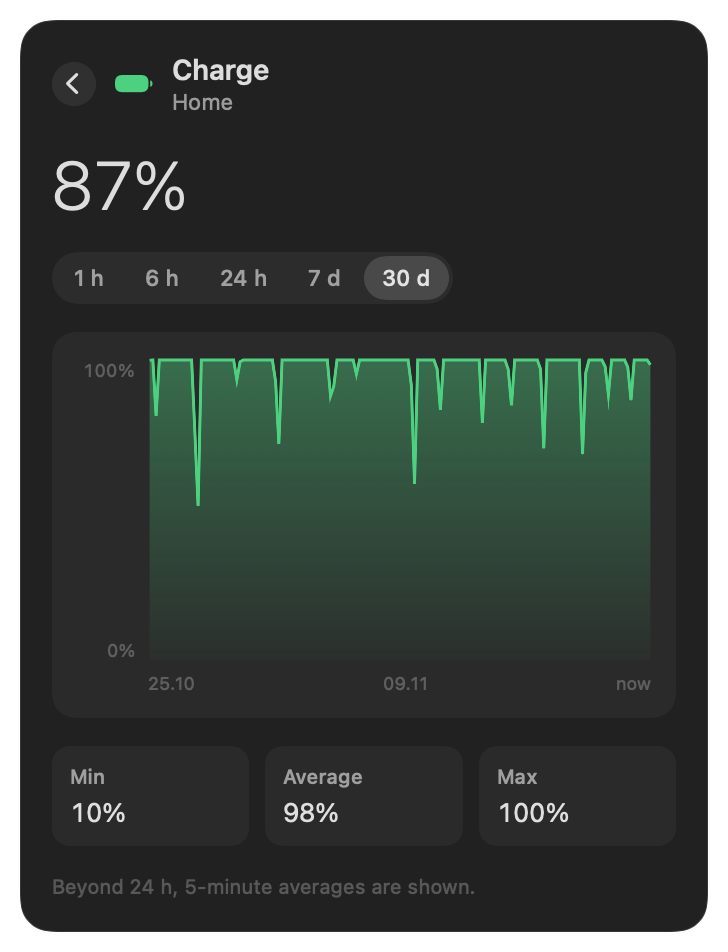 Charge
Home
87%
1 h 6 h 24 h 7 d 30 d
100%
0%
25.10 09.11 now
Min Average Max
10% 98% 100%
Beyond 24 h, 5-minute averages are shown.